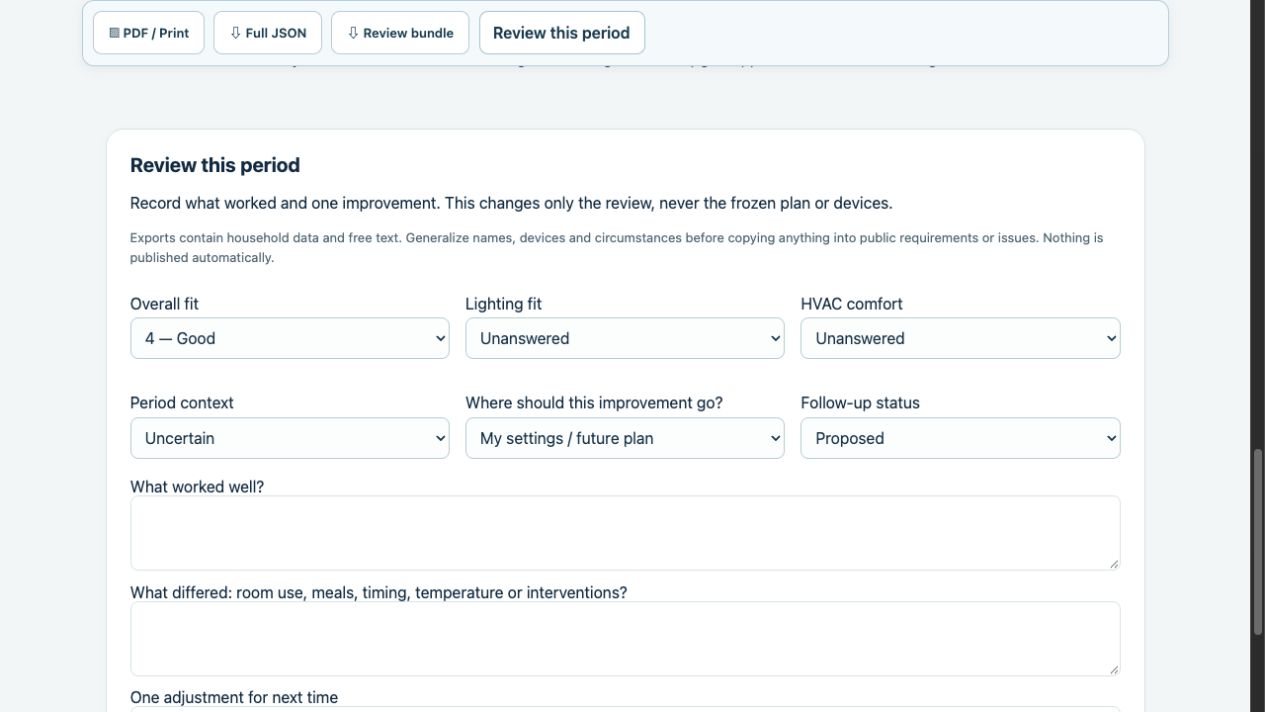 PDF / Print
Full JSON
Review bundle
Review this period
Review this period
Record what worked and one improvement. This changes only the review, never the frozen plan or devices.
Exports contain household data and free text. Generalize names, devices and circumstances before copying anything into public requirements or issues. Nothing is
published automatically.
Overall fit
Lighting fit
HVAC comfort
4 — Good
Unanswered
Unanswered
Period context
Where should this improvement go?
Follow-up status
Uncertain
My settings / future plan
Proposed
What worked well?
What differed: room use, meals, timing, temperature or interventions?
One adjustment for next time